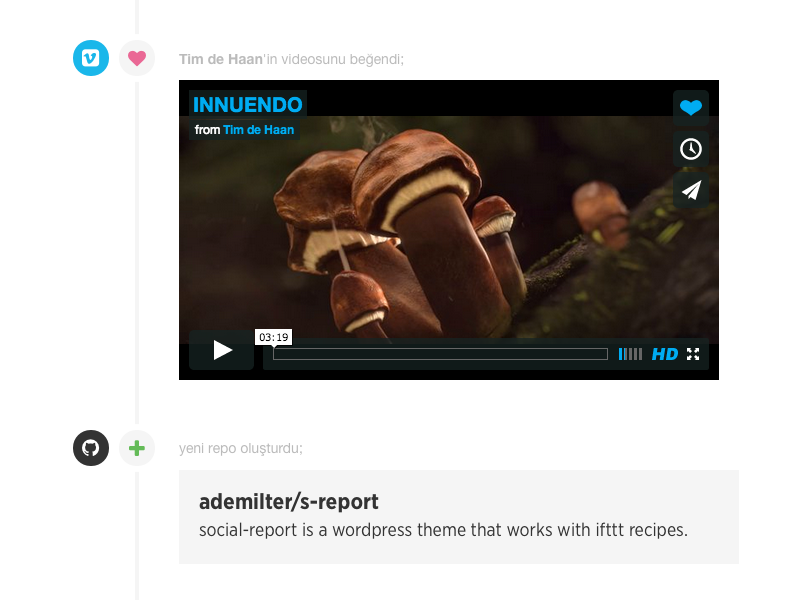 Tim de Haan'in videosunu beğendi;
INNUENDO
from Tim de Haan
03:19
HD
yeni repo oluşturdu;
ademilter/s-report
social-report is a wordpress theme that works with ifttt recipes.